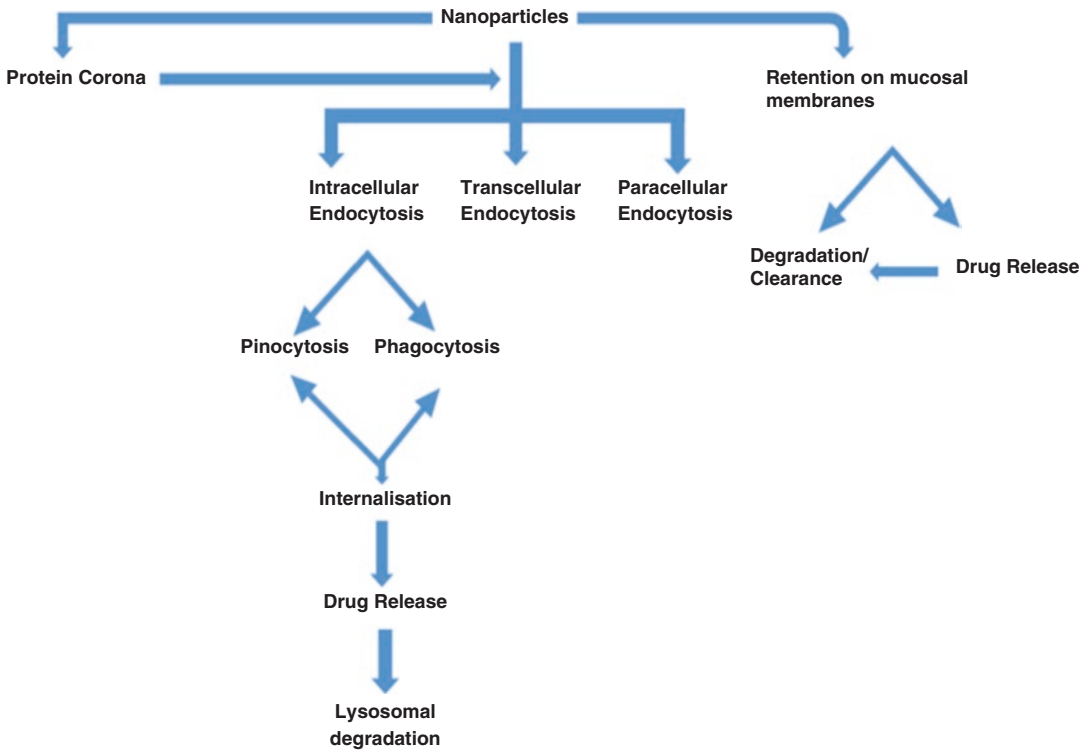 Nanoparticles
Protein Corona
Retention on mucosal
membranes
Intracellular
Endocytosis
Transcellular
Endocytosis
Paracellular
Endocytosis
Degradation/
Clearance
Drug Release
Pinocytosis
Phagocytosis
Internalisation
Drug Release
Lysosomal
degradation